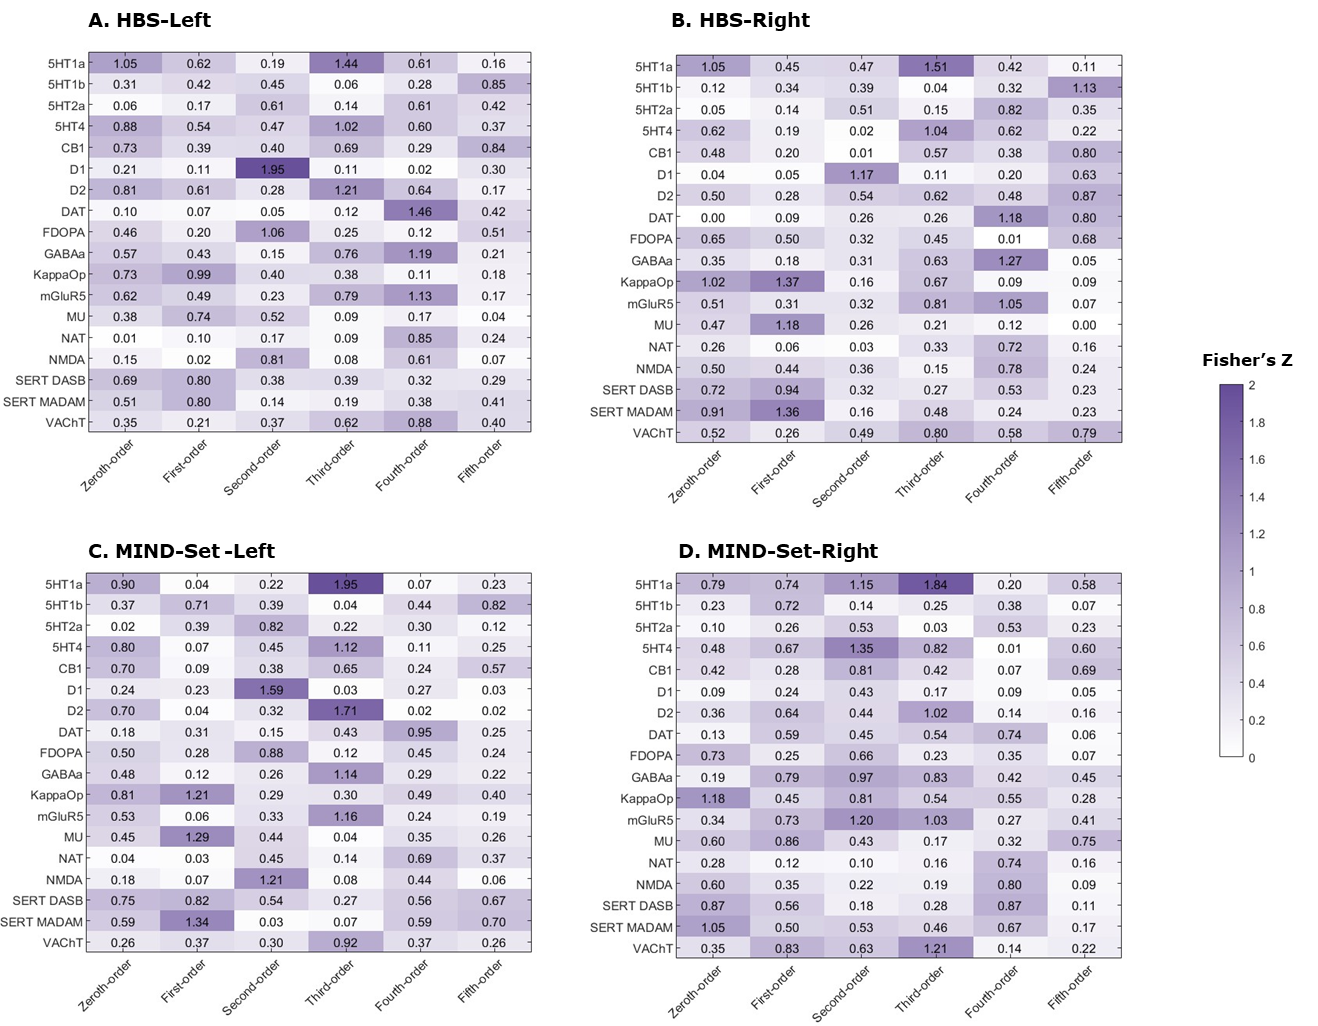 A. HBS-Left
5HT1a 1.05 0.62 0.19 1.44 0.61 0.16
5HT1b 0.31 0.42 0.45 0.06 0.28 0.85
5HT2a 0.06 0.17 0.61 0.14 0.61 0.42
5HT4 0.88 0.54 0.47 1.02 0.60 0.37
CB1 0.73 0.39 0.40 0.69 0.29 0.84
D1 0.21 0.11 1.95 0.11 0.02 0.30
D2 0.81 0.61 0.28 1.21 0.64 0.17
DAT 0.10 0.07 0.05 0.12 1.46 0.42
FDOPA 0.46 0.20 1.06 0.25 0.12 0.51
GABAa 0.57 0.43 0.15 0.76 1.19 0.21
KappaOp 0.73 0.99 0.40 0.38 0.11 0.18
mGluR5 0.62 0.49 0.23 0.79 1.13 0.17
MU 0.38 0.74 0.52 0.09 0.17 0.04
NAT 0.01 0.10 0.17 0.09 0.85 0.24
NMDA 0.15 0.02 0.81 0.08 0.61 0.07
SERT DASB 0.69 0.80 0.38 0.39 0.32 0.29
SERT MADAM 0.51 0.80 0.14 0.19 0.38 0.41
VAChT 0.35 0.21 0.37 0.62 0.88 0.40
Zeroth-order First-order Second-order Third-order Fourth-order Fifth-order
B. HBS-Right
5HT1a 1.05 0.45 0.47 1.51 0.42 0.11
5HT1b 0.12 0.34 0.39 0.04 0.32 1.13
5HT2a 0.05 0.14 0.51 0.15 0.82 0.35
5HT4 0.62 0.19 0.02 1.04 0.62 0.22
CB1 0.48 0.20 0.01 0.57 0.38 0.80
D1 0.04 0.05 1.17 0.11 0.20 0.63
D2 0.50 0.28 0.54 0.62 0.48 0.87
DAT 0.00 0.09 0.26 0.26 1.18 0.80
FDOPA 0.65 0.50 0.32 0.45 0.01 0.68
GABAa 0.35 0.18 0.31 0.63 1.27 0.05
KappaOp 1.02 1.37 0.16 0.67 0.09 0.09
mGluR5 0.51 0.31 0.32 0.81 1.05 0.07
MU 0.47 1.18 0.26 0.21 0.12 0.00
NAT 0.26 0.06 0.03 0.33 0.72 0.16
NMDA 0.50 0.44 0.36 0.15 0.78 0.24
SERT DASB 0.72 0.94 0.32 0.27 0.53 0.23
SERT MADAM 0.91 1.36 0.16 0.48 0.24 0.23
VAChT 0.52 0.26 0.49 0.80 0.58 0.79
Zeroth-order First-order Second-order Third-order Fourth-order Fifth-order
Fisher’s Z
2
1.8
1.6
1.4
1.2
1
0.8
0.6
0.4
0.2
0
C. MIND-Set -Left
5HT1a 0.90 0.04 0.22 1.95 0.07 0.23
5HT1b 0.37 0.71 0.39 0.04 0.44 0.82
5HT2a 0.02 0.39 0.82 0.22 0.30 0.12
5HT4 0.80 0.07 0.45 1.12 0.11 0.25
CB1 0.70 0.09 0.38 0.65 0.24 0.57
D1 0.24 0.23 1.59 0.03 0.27 0.03
D2 0.70 0.04 0.32 1.71 0.02 0.02
DAT 0.18 0.31 0.15 0.43 0.95 0.25
FDOPA 0.50 0.28 0.88 0.12 0.45 0.24
GABAa 0.48 0.12 0.26 1.14 0.29 0.22
KappaOp 0.81 1.21 0.29 0.30 0.49 0.40
mGluR5 0.53 0.06 0.33 1.16 0.24 0.19
MU 0.45 1.29 0.44 0.04 0.35 0.26
NAT 0.04 0.03 0.45 0.14 0.69 0.37
NMDA 0.18 0.07 1.21 0.08 0.44 0.06
SERT DASB 0.75 0.82 0.54 0.27 0.56 0.67
SERT MADAM 0.59 1.34 0.03 0.07 0.59 0.70
VAChT 0.26 0.37 0.30 0.92 0.37 0.26
Zeroth-order First-order Second-order Third-order Fourth-order Fifth-order
D. MIND-Set-Right
5HT1a 0.79 0.74 1.15 1.84 0.20 0.58
5HT1b 0.23 0.72 0.14 0.25 0.38 0.07
5HT2a 0.10 0.26 0.53 0.03 0.53 0.23
5HT4 0.48 0.67 1.35 0.82 0.01 0.60
CB1 0.42 0.28 0.81 0.42 0.07 0.69
D1 0.09 0.24 0.43 0.17 0.09 0.05
D2 0.36 0.64 0.44 1.02 0.14 0.16
DAT 0.13 0.59 0.45 0.54 0.74 0.06
FDOPA 0.73 0.25 0.66 0.23 0.35 0.07
GABAa 0.19 0.79 0.97 0.83 0.42 0.45
KappaOp 1.18 0.45 0.81 0.54 0.55 0.28
mGluR5 0.34 0.73 1.20 1.03 0.27 0.41
MU 0.60 0.86 0.43 0.17 0.32 0.75
NAT 0.28 0.12 0.10 0.16 0.74 0.16
NMDA 0.60 0.35 0.22 0.19 0.80 0.09
SERT DASB 0.87 0.56 0.18 0.28 0.87 0.11
SERT MADAM 1.05 0.50 0.53 0.46 0.67 0.17
VAChT 0.35 0.83 0.63 1.21 0.14 0.22
Zeroth-order First-order Second-order Third-order Fourth-order Fifth-order